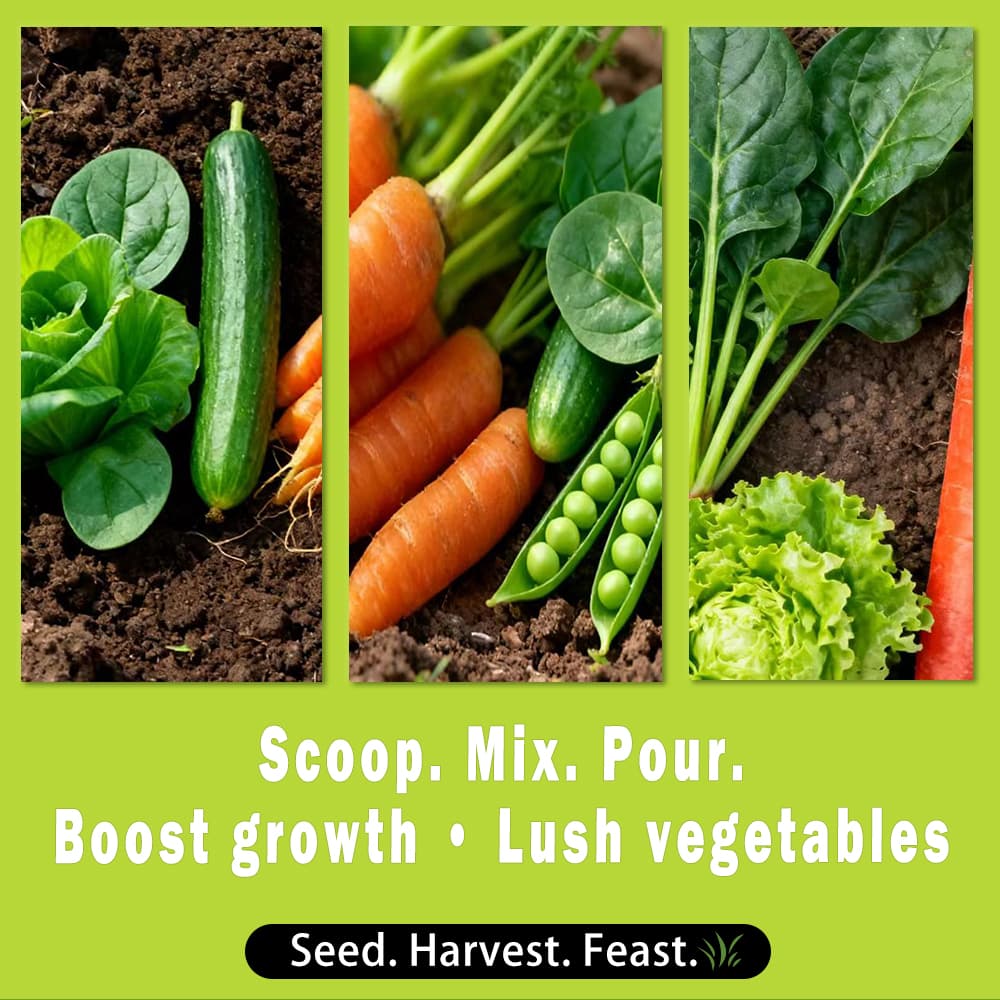 Scoop. Mix. Pour.
Boost growth • Lush vegetables
Seed. Harvest. Feast.